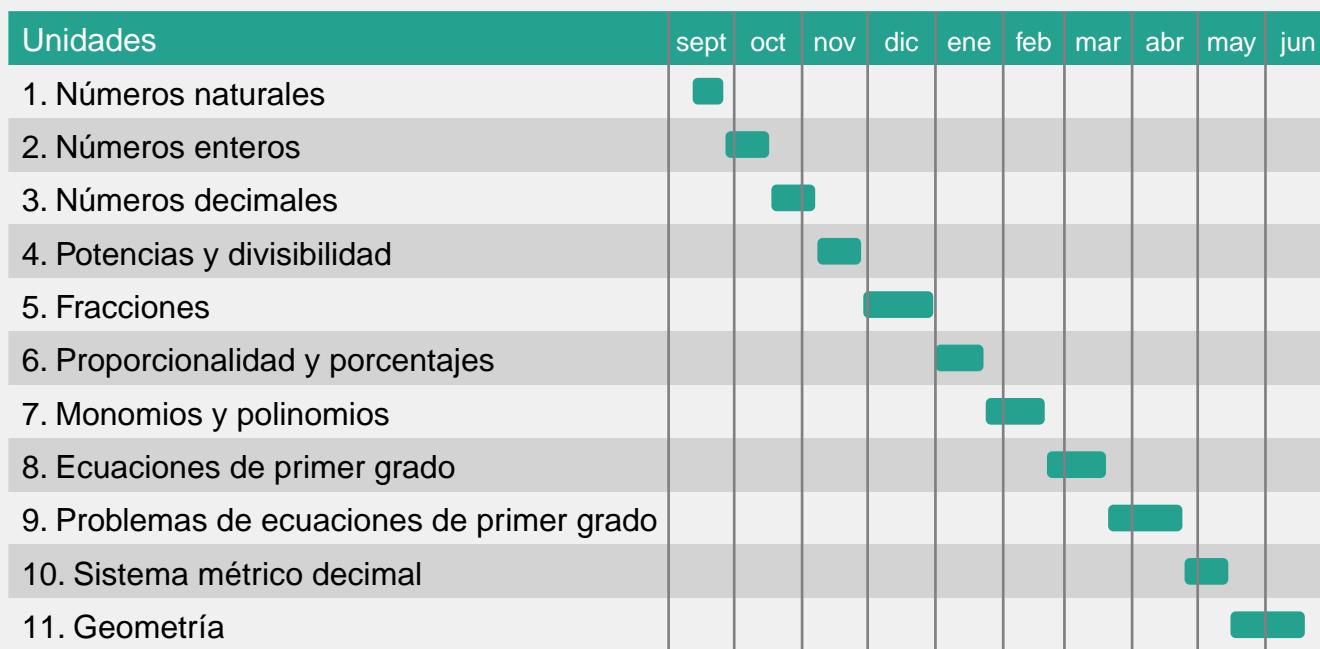 Unidades sept oct nov dic ene feb mar abr may jun
1. Números naturales
2. Números enteros
3. Números decimales
4. Potencias y divisibilidad
5. Fracciones
6. Proporcionalidad y porcentajes
7. Monomios y polinomios
8. Ecuaciones de primer grado
9. Problemas de ecuaciones de primer grado
10. Sistema métrico decimal
11. Geometría